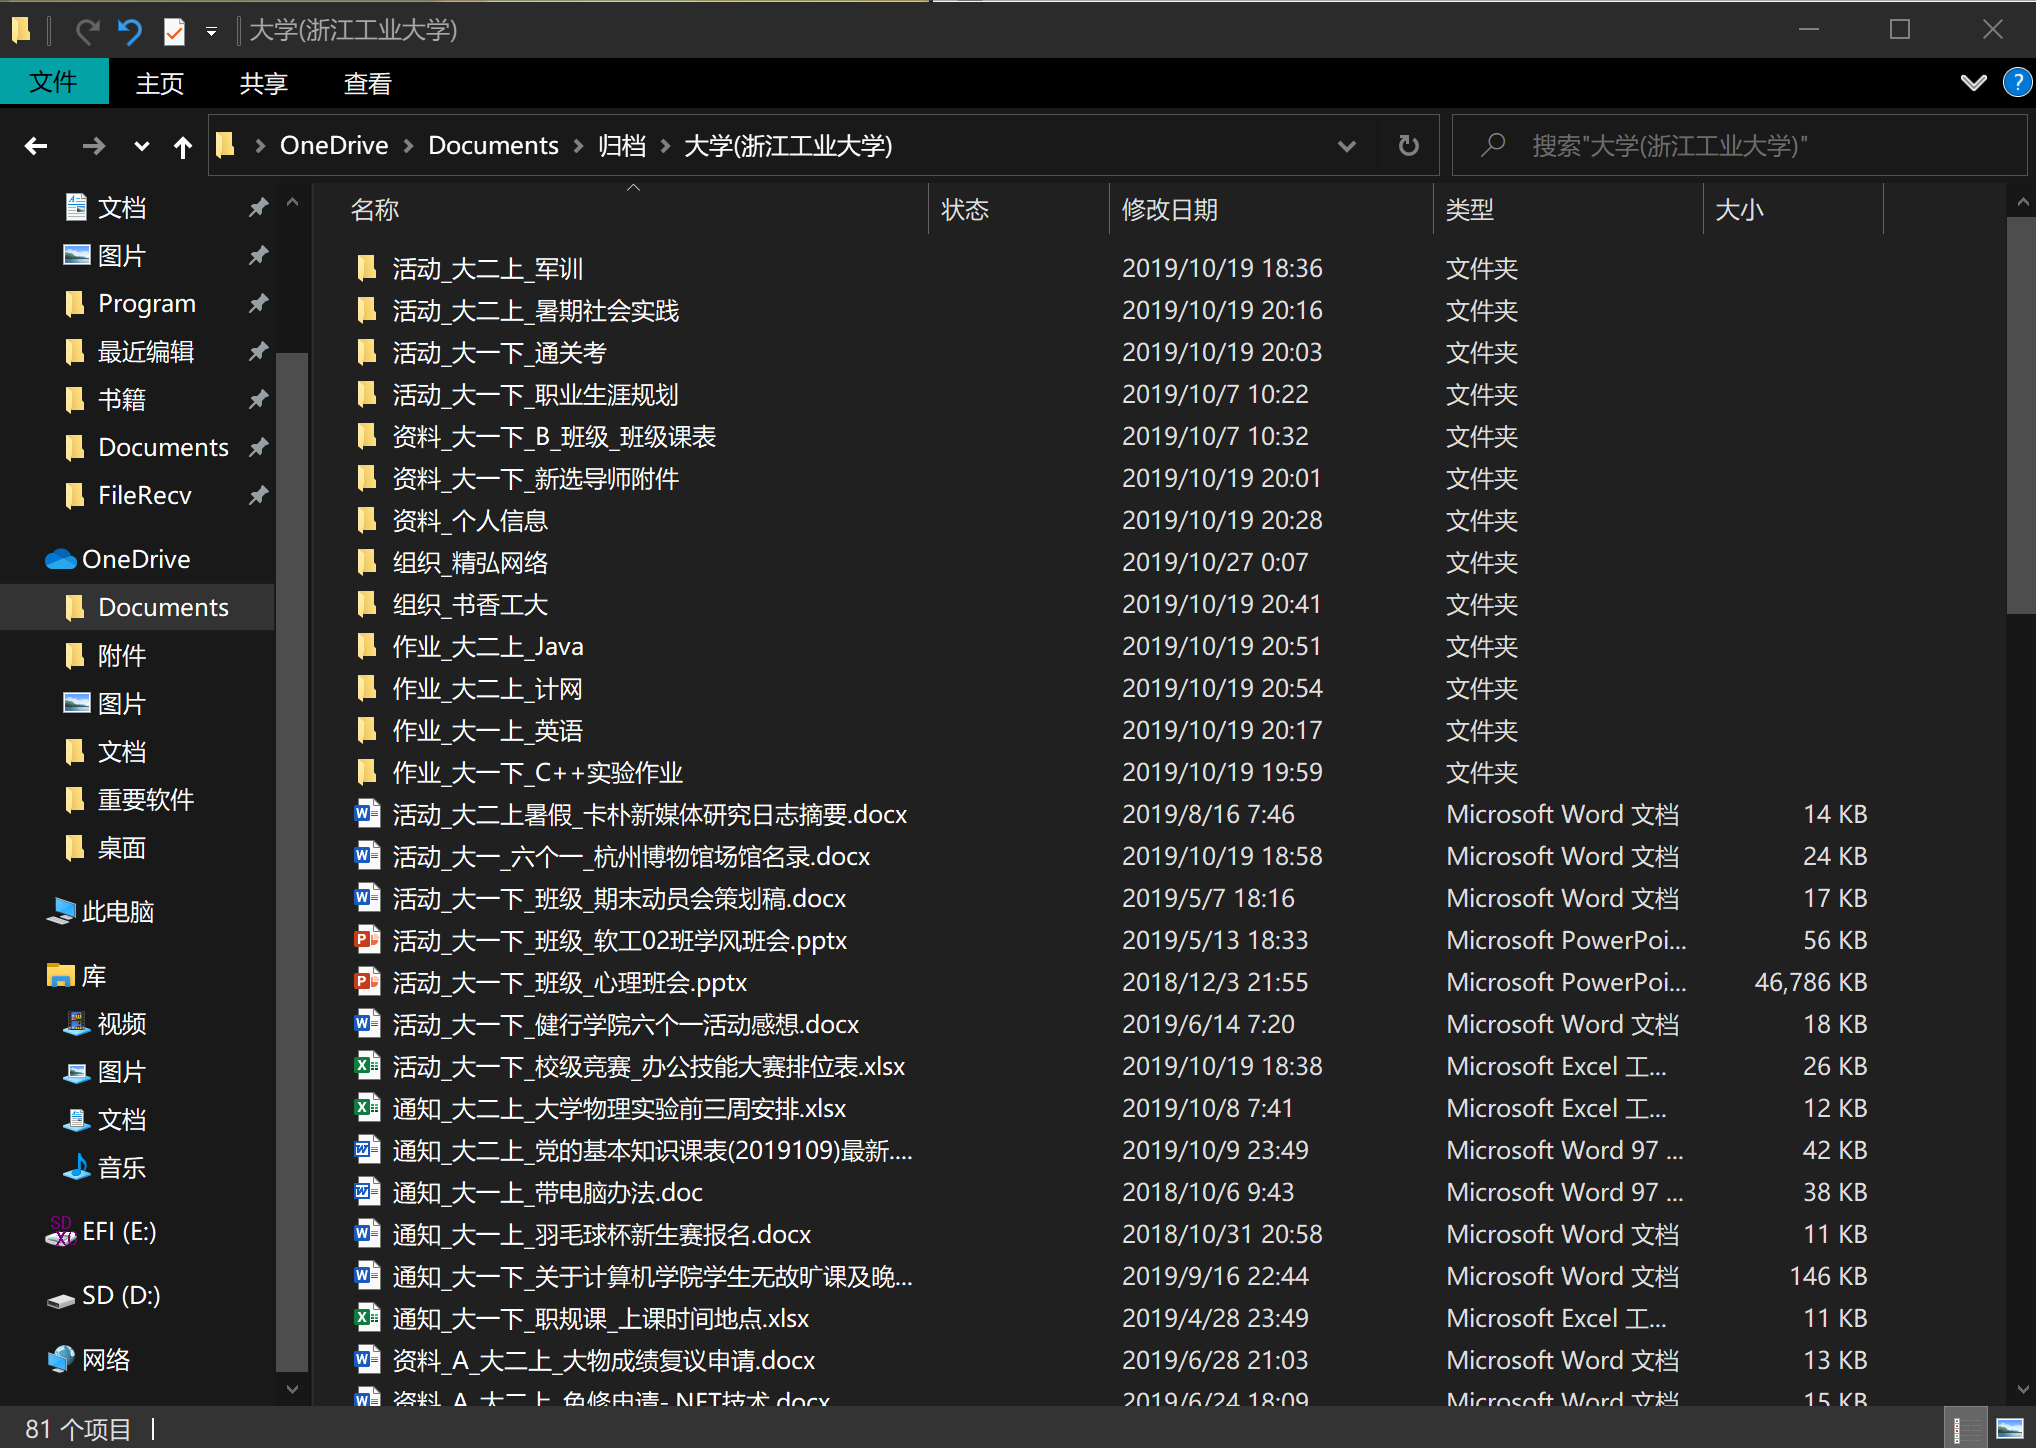 大学(浙江工业大学)
文件 主页 共享 查看
OneDrive Documents 归档 大学(浙江工业大学) 搜索"大学(浙江工业大学)"
文档
图片
Program
最近编辑
书籍
Documents
FileRecv
OneDrive
Documents
附件
图片
文档
重要软件
桌面
此电脑
库
视频
图片
文档
音乐
EFI (E:)
SD (D:)
网络
名称 状态 修改日期 类型 大小
活动_大二上_军训 2019/10/19 18:36 文件夹
活动_大二上_暑期社会实践 2019/10/19 20:16 文件夹
活动_大一下_通关考 2019/10/19 20:03 文件夹
活动_大一下_职业生涯规划 2019/10/7 10:22 文件夹
资料_大一下_B_班级_班级课表 2019/10/7 10:32 文件夹
资料_大一下_新选导师附件 2019/10/19 20:01 文件夹
资料_个人信息 2019/10/19 20:28 文件夹
组织_精弘网络 2019/10/27 0:07 文件夹
组织_书香工大 2019/10/19 20:41 文件夹
作业_大二上_Java 2019/10/19 20:51 文件夹
作业_大二上_计网 2019/10/19 20:54 文件夹
作业_大一上_英语 2019/10/19 20:17 文件夹
作业_大一下_C++实验作业 2019/10/19 19:59 文件夹
活动_大二上暑假_卡朴新媒体研究日志摘要.docx 2019/8/16 7:46 Microsoft Word 文档 14 KB
活动_大一_六个一_杭州博物馆场馆名录.docx 2019/10/19 18:58 Microsoft Word 文档 24 KB
活动_大一下_班级_期末动员会策划稿.docx 2019/5/7 18:16 Microsoft Word 文档 17 KB
活动_大一下_班级_软工02班学风班会.pptx 2019/5/13 18:33 Microsoft PowerPoi... 56 KB
活动_大一下_班级_心理班会.pptx 2018/12/3 21:55 Microsoft PowerPoi... 46,786 KB
活动_大一下_健行学院六个一活动感想.docx 2019/6/14 7:20 Microsoft Word 文档 18 KB
活动_大一下_校级竞赛_办公技能大赛排位表.xlsx 2019/10/19 18:38 Microsoft Excel 工... 26 KB
通知_大二上_大学物理实验前三周安排.xlsx 2019/10/8 7:41 Microsoft Excel 工... 12 KB
通知_大二上_党的基本知识课表(2019109)最新.... 2019/10/9 23:49 Microsoft Word 97 ... 42 KB
通知_大一上_带电脑办法.doc 2018/10/6 9:43 Microsoft Word 97 ... 38 KB
通知_大一上_羽毛球杯新生赛报名.docx 2018/10/31 20:58 Microsoft Word 文档 11 KB
通知_大一下_关于计算机学院学生无故旷课及晚... 2019/9/16 22:44 Microsoft Word 文档 146 KB
通知_大一下_职规课_上课时间地点.xlsx 2019/4/28 23:49 Microsoft Excel 工... 11 KB
资料_A_大二上_大物成绩复议申请.docx 2019/6/28 21:03 Microsoft Word 文档 13 KB
资料_A_大二上_免修申请-.NET技术.docx 2019/6/24 18:09 Microsoft Word 文档 15 KB
81 个项目